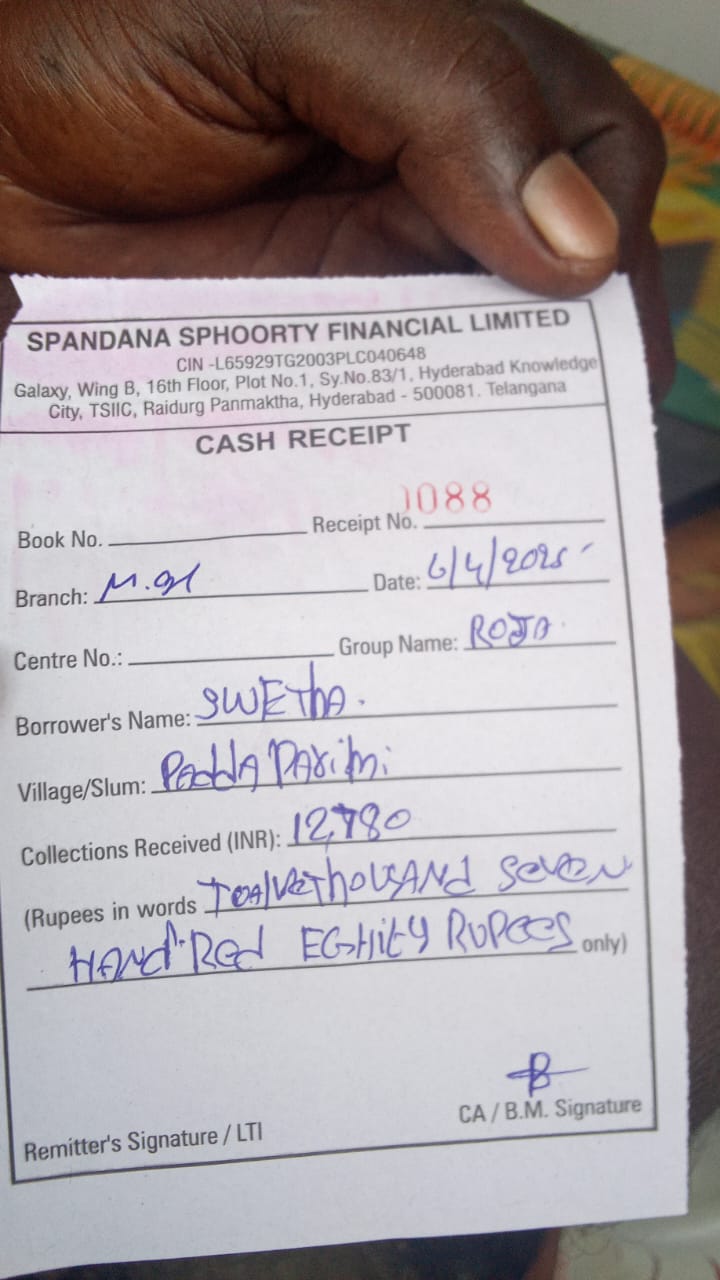 SPANDANA SPHOORTY FINANCIAL LIMITED
CIN -L65929TG2003PLC040648
Galaxy, Wing B, 16th Floor, Plot No.1, Sy.No.83/1, Hyderabad Knowledge
City, TSIIC, Raidurg Panmaktha, Hyderabad - 500081. Telangana
CASH RECEIPT
Book No. Receipt No. 088
Branch: Date: 6/4/2025
Centre No.: Group Name: ROJA
Borrower's Name: SWETHA.
Village/Slum: PADDA PARIMI
Collections Received (INR): 12,780
(Rupees in words THOUSAND SEVEN
HANDRED EGHITY RUPEES only)
Remitter's Signature / LTI CA / B.M. Signature